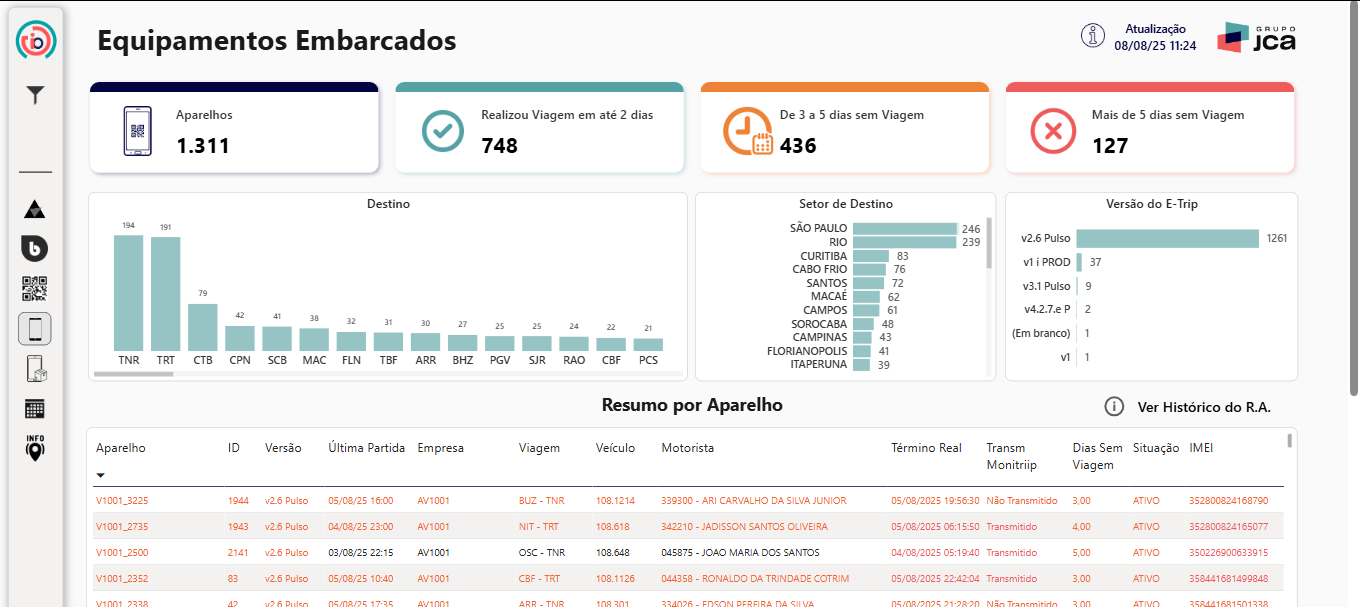 Equipamentos Embarcados
Atualização
08/08/25 11:24
GRUPO
jca
Aparelhos
1.311
Realizou Viagem em até 2 dias
748
De 3 a 5 dias sem Viagem
436
Mais de 5 dias sem Viagem
127
Destino
194 191 79 42 41 38 32 31 30 27 25 25 24 22 21
TNR TRT CTB CPN SCB MAC FLN TBF ARR BHZ PGV SJR RAO CBF PCS
Setor de Destino
SÃO PAULO 246
RIO 239
CURITIBA 83
CABO FRIO 76
SANTOS 72
MACAÉ 62
CAMPOS 61
SOROCABA 48
CAMPINAS 43
FLORIANOPOLIS 41
ITAPERUNA 39
Versão do E-Trip
v2.6 Pulso 1261
v1 i PROD 37
v3.1 Pulso 9
v4.2.7.e P 2
(Em branco) 1
v1 1
INFO
Resumo por Aparelho
Ver Histórico do R.A.
Aparelho ID Versão Última Partida Empresa Viagem Veículo Motorista Término Real Transm Monitriip Dias Sem Viagem Situação IMEI
V1001_3225 1944 v2.6 Pulso 05/08/25 16:00 AV1001 BUZ - TNR 108.1214 339300 - ARI CARVALHO DA SILVA JUNIOR 05/08/2025 19:56:30 Não Transmitido 3,00 ATIVO 352800824168790
V1001_2735 1943 v2.6 Pulso 04/08/25 23:00 AV1001 NIT - TRT 108.618 342210 - JADISSON SANTOS OLIVEIRA 05/08/2025 06:15:50 Transmitido 4,00 ATIVO 352800824165077
V1001_2500 2141 v2.6 Pulso 03/08/25 22:15 AV1001 OSC - TNR 108.648 045875 - JOAO MARIA DOS SANTOS 04/08/2025 05:19:40 Transmitido 5,00 ATIVO 350226900633915
V1001_2352 83 v2.6 Pulso 05/08/25 10:40 AV1001 CBF - TRT 108.1126 044358 - RONALDO DA TRINDADE COTRIM 05/08/2025 22:42:04 Transmitido 3,00 ATIVO 358441681499848
V1001_2338 42 v2.6 Pulso 05/08/25 17:35 AV1001 ARR - TNR 108.301 334026 - EDSON PEREIRA DA SILVA 05/08/2025 21:28:20 Não Transmitido 3,00 ATIVO 358441681501338